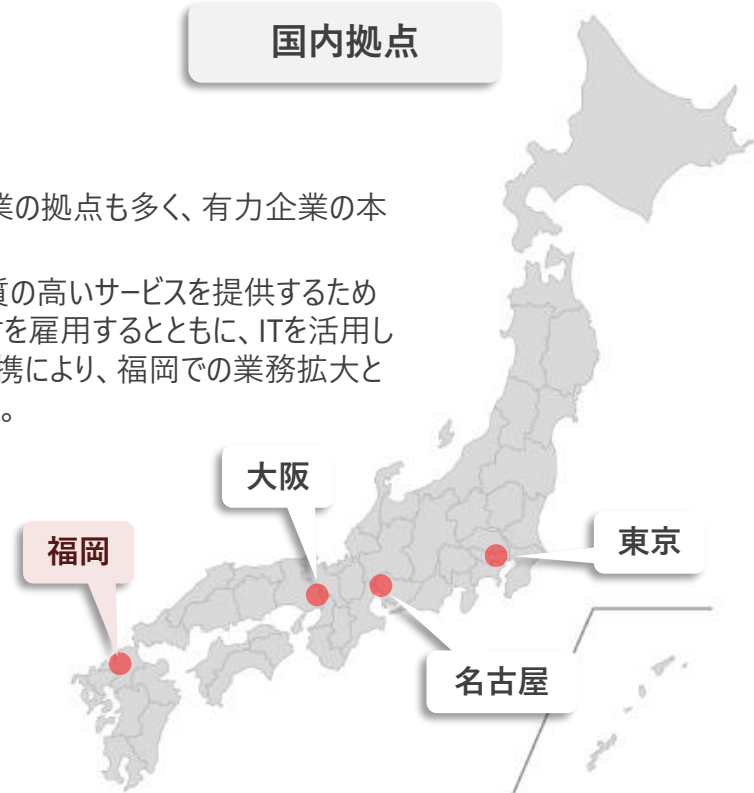 国内拠点
業の拠点も多く、有力企業の本
質の高いサービスを提供するため
を雇用するとともに、ITを活用し
携により、福岡での業務拡大と
。
大阪
福岡
東京
名古屋